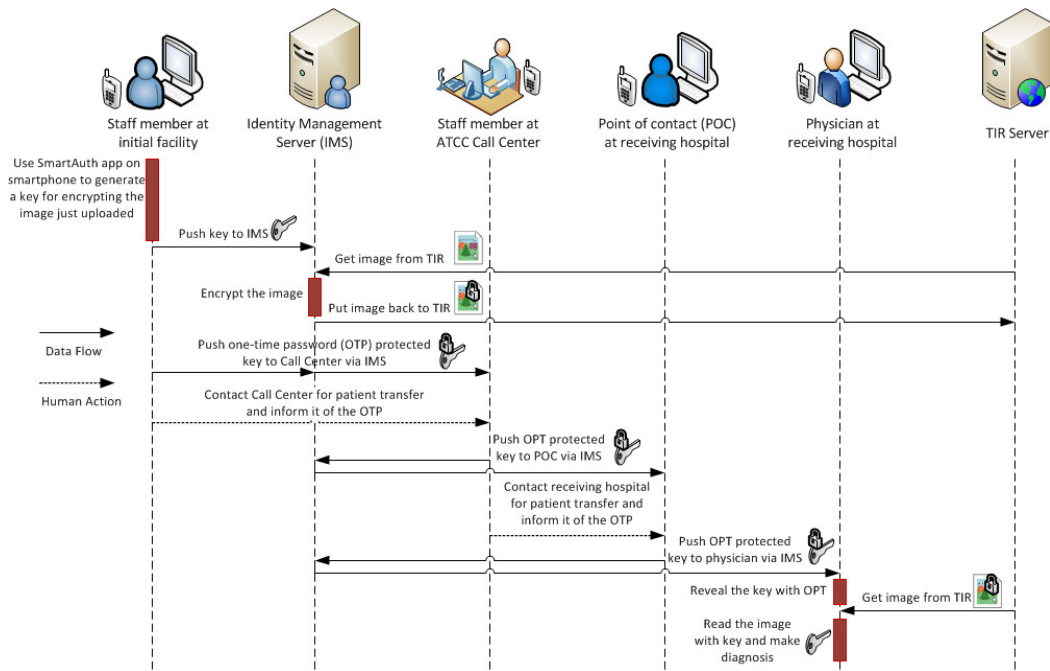 Staff member at
initial facility
Identity Management
Server (IMS)
Staff member at
ATCC Call Center
Point of contact (POC)
at receiving hospital
Physician at
receiving hospital
TIR Server
Use SmartAuth app on
smartphone to generate
a key for encrypting the
image just uploaded
Push key to IMS
Get image from TIR
Encrypt the image
Put image back to TIR
Data Flow
Push one-time password (OTP) protected
key to Call Center via IMS
Human Action
Contact Call Center for patient transfer
and inform it of the OTP
Push OPT protected
key to POC via IMS
Contact receiving hospital
for patient transfer and
inform it of the OTP
Push OPT protected
key to physician via IMS
Reveal the key with OPT
Get image from TIR
Read the image
with key and make
diagnosis